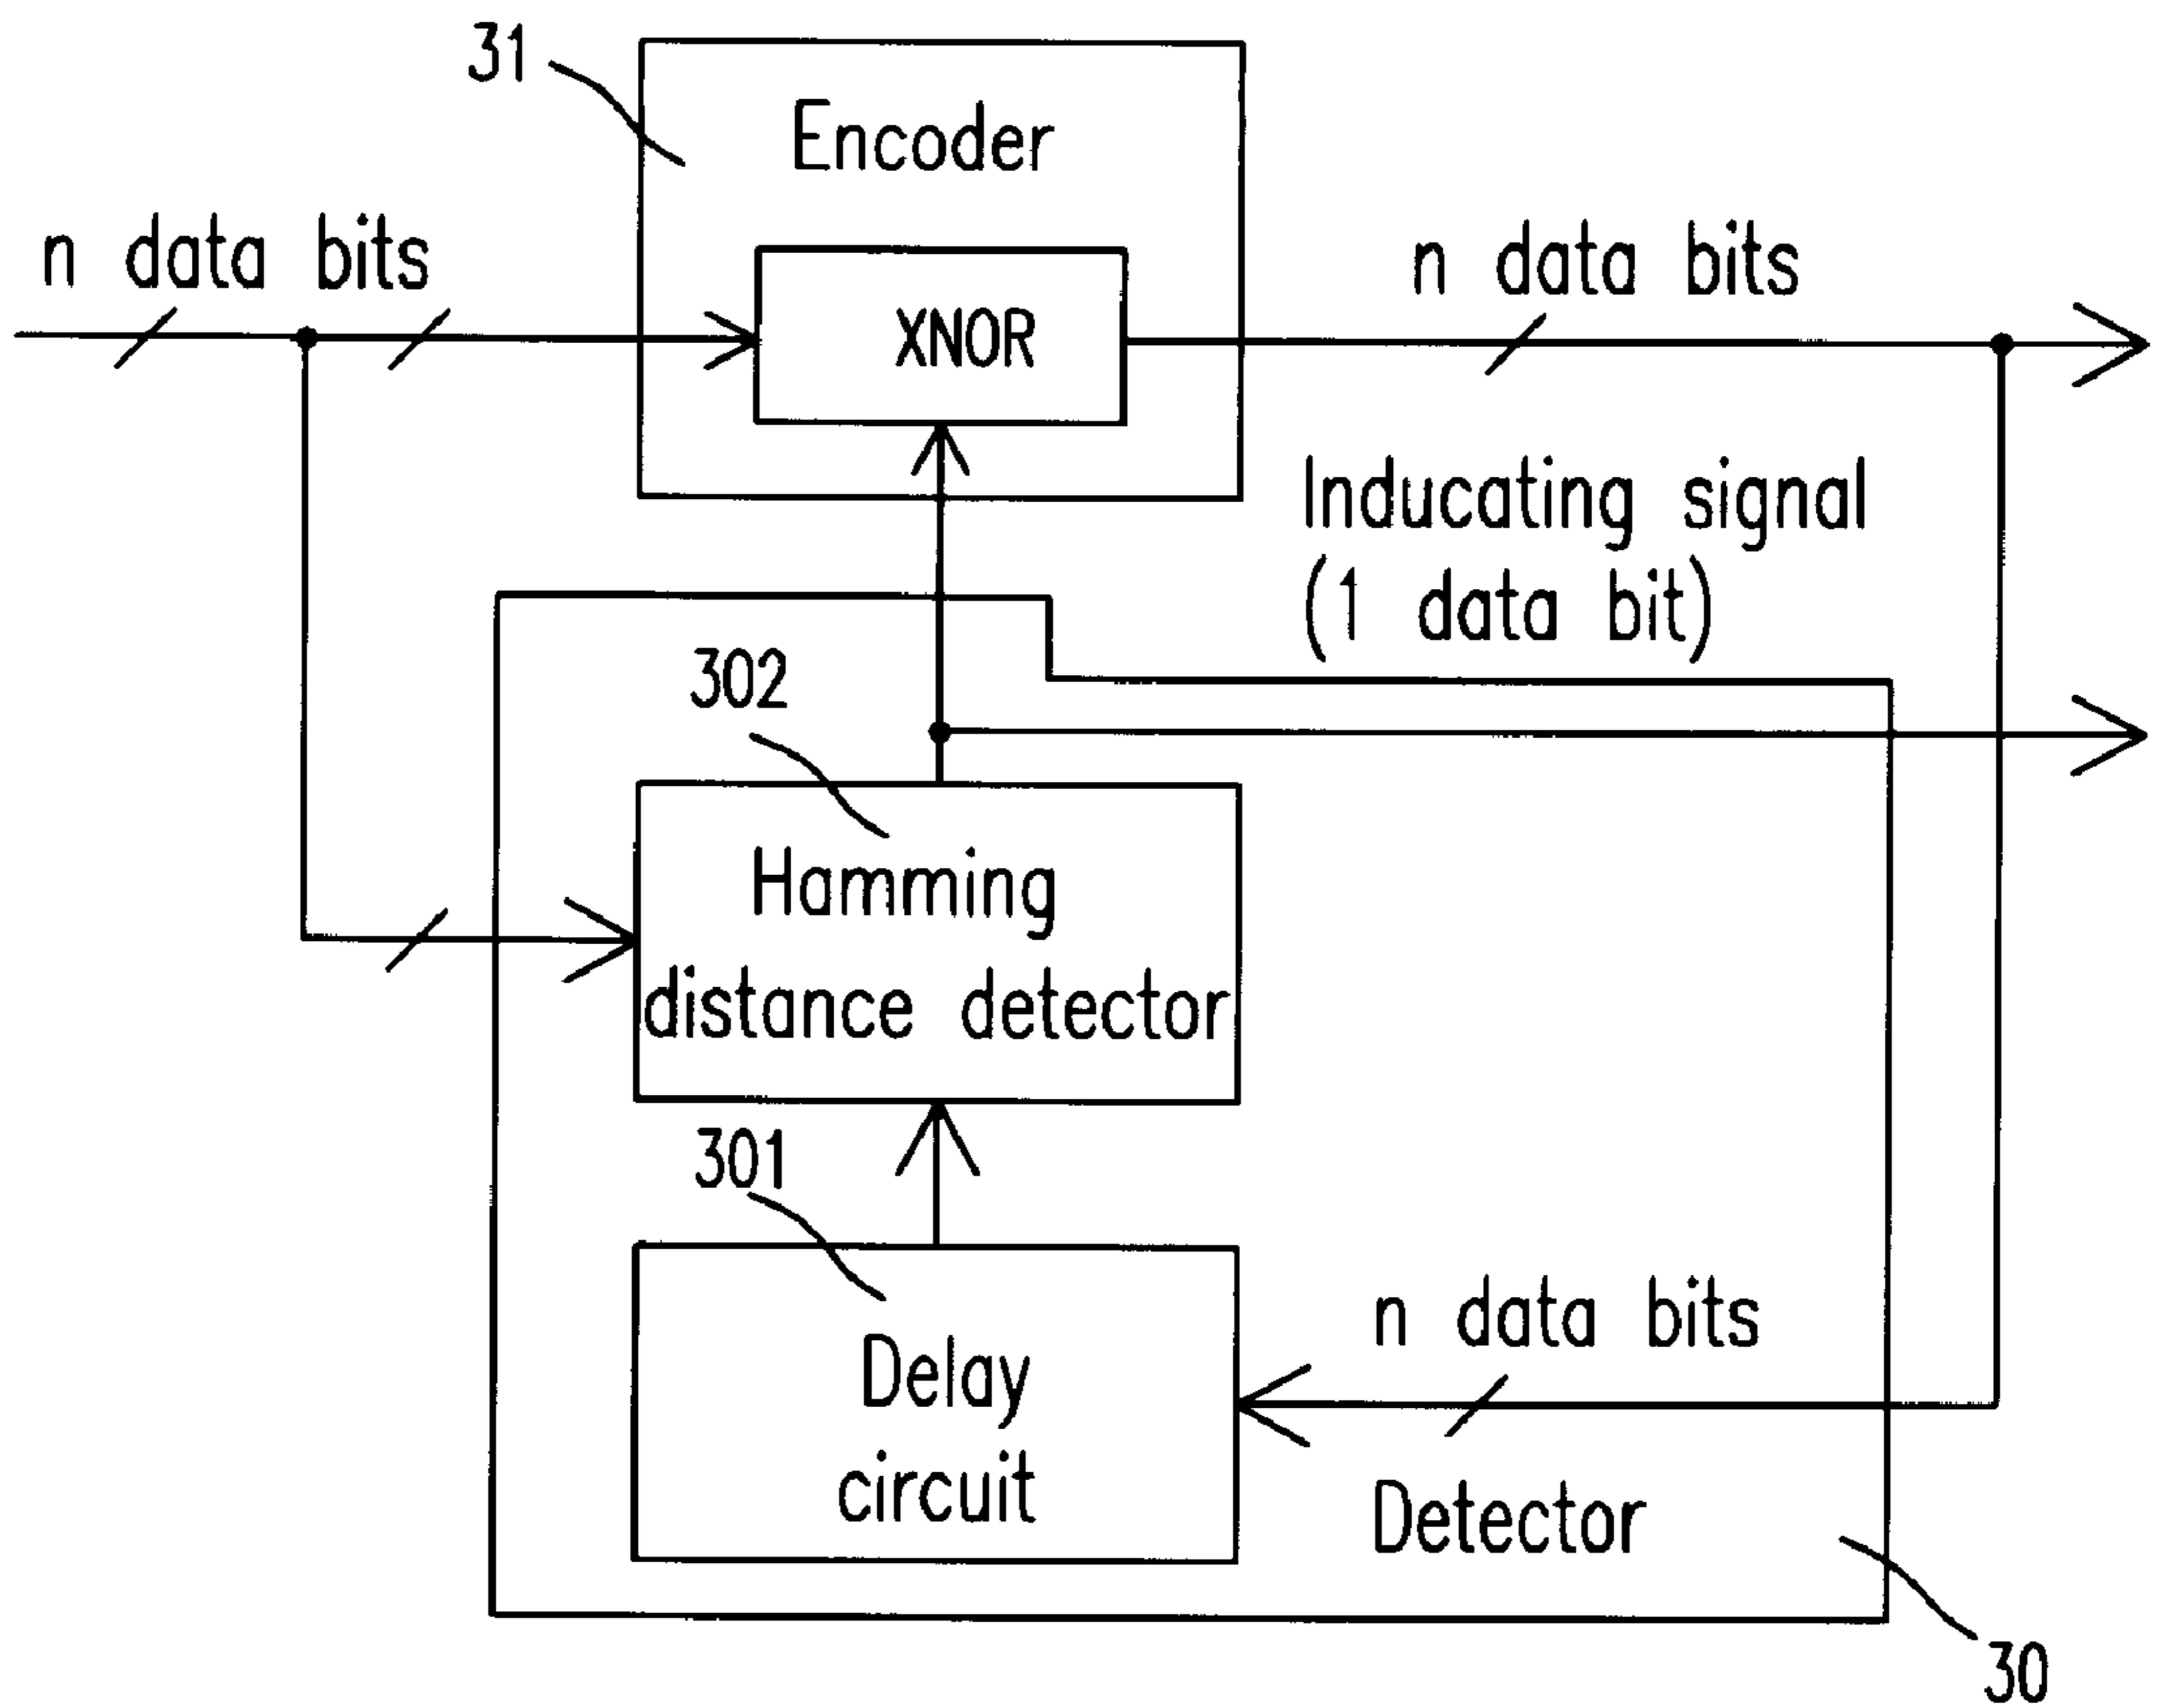 31
Encoder
n data bits
XNOR
n data bits
Inducating signal
(1 data bit)
302
Hamming
distance detector
301
Delay
circuit
n data bits
Detector
30